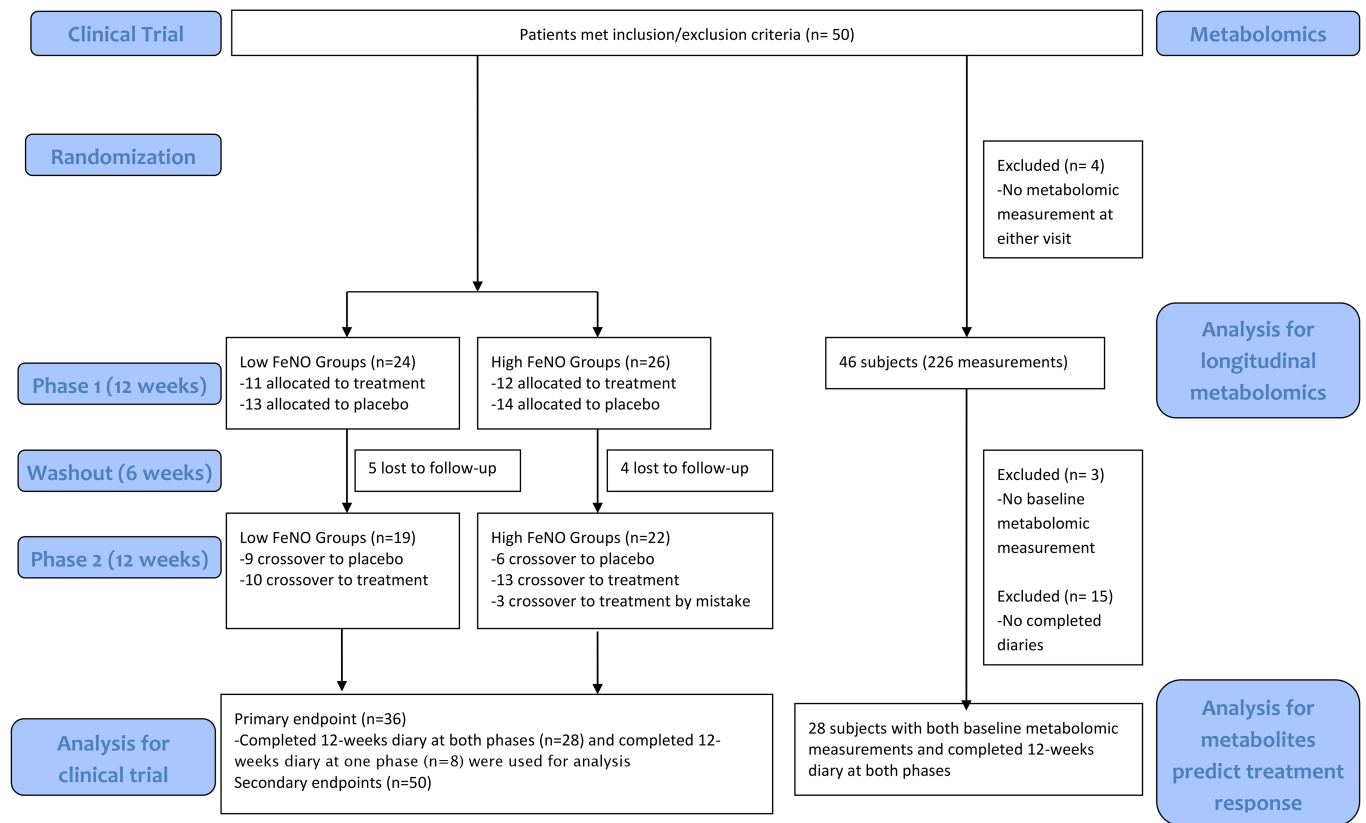 Clinical Trial
Patients met inclusion/exclusion criteria (n= 50)
Metabolomics
Randomization
Excluded (n= 4)
-No metabolomic
measurement at
either visit
Phase 1 (12 weeks)
Low FeNO Groups (n=24)
-11 allocated to treatment
-13 allocated to placebo
High FeNO Groups (n=26)
-12 allocated to treatment
-14 allocated to placebo
46 subjects (226 measurements)
Analysis for
longitudinal
metabolomics
Washout (6 weeks)
5 lost to follow-up
4 lost to follow-up
Excluded (n= 3)
-No baseline
metabolomic
measurement
Excluded (n= 15)
-No completed
diaries
Phase 2 (12 weeks)
Low FeNO Groups (n=19)
-9 crossover to placebo
-10 crossover to treatment
High FeNO Groups (n=22)
-6 crossover to placebo
-13 crossover to treatment
-3 crossover to treatment by mistake
Analysis for
clinical trial
Primary endpoint (n=36)
-Completed 12-weeks diary at both phases (n=28) and completed 12-
weeks diary at one phase (n=8) were used for analysis
Secondary endpoints (n=50)
28 subjects with both baseline metabolomic
measurements and completed 12-weeks
diary at both phases
Analysis for
metabolites
predict treatment
response